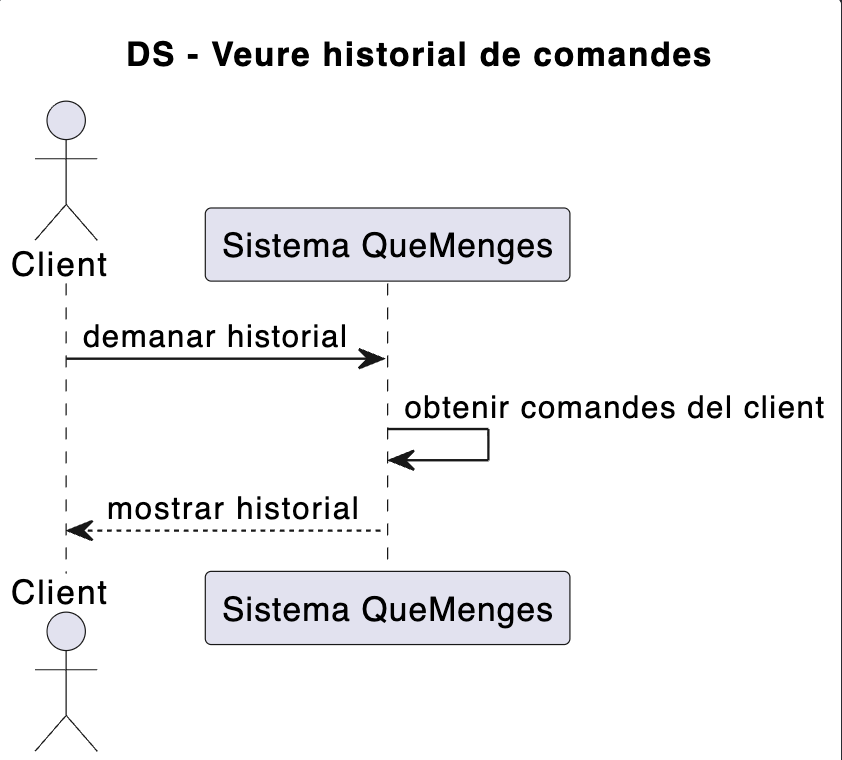 DS - Veure historial de comandes
Client
Sistema QueMenges
demanar historial
obtenir comandes del client
mostrar historial
Client
Sistema QueMenges